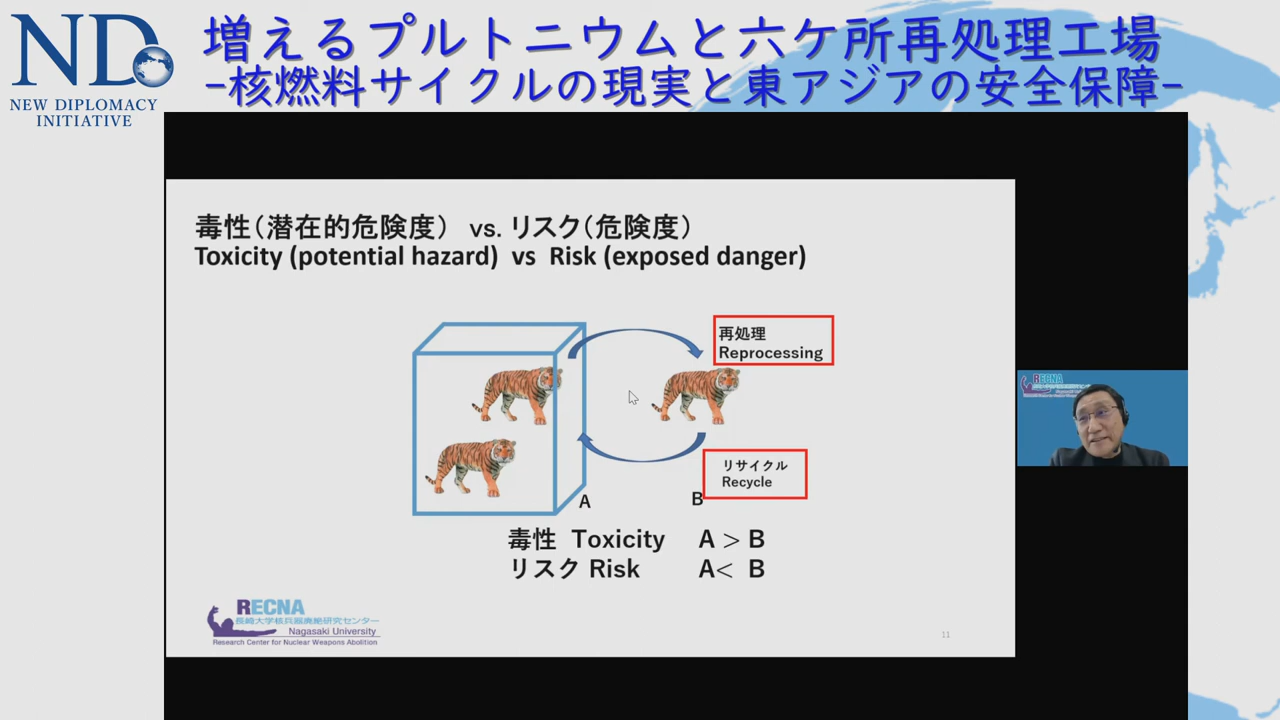 ND
NEW DIPLOMACY
INITIATIVE
増えるプルトニウムと六ケ所再処理工場
-核燃料サイクルの現実と東アジアの安全保障-
毒性(潜在的危険度) vs. リスク(危険度)
Toxicity (potential hazard) vs Risk (exposed danger)
再処理
Reprocessing
リサイクル
Recycle
A
B
毒性 Toxicity A > B
リスク Risk A< B
RECNA
長崎大学核兵器廃絶研究センター
Nagasaki University
Research Center for Nuclear Weapons Abolition
11
RECNA